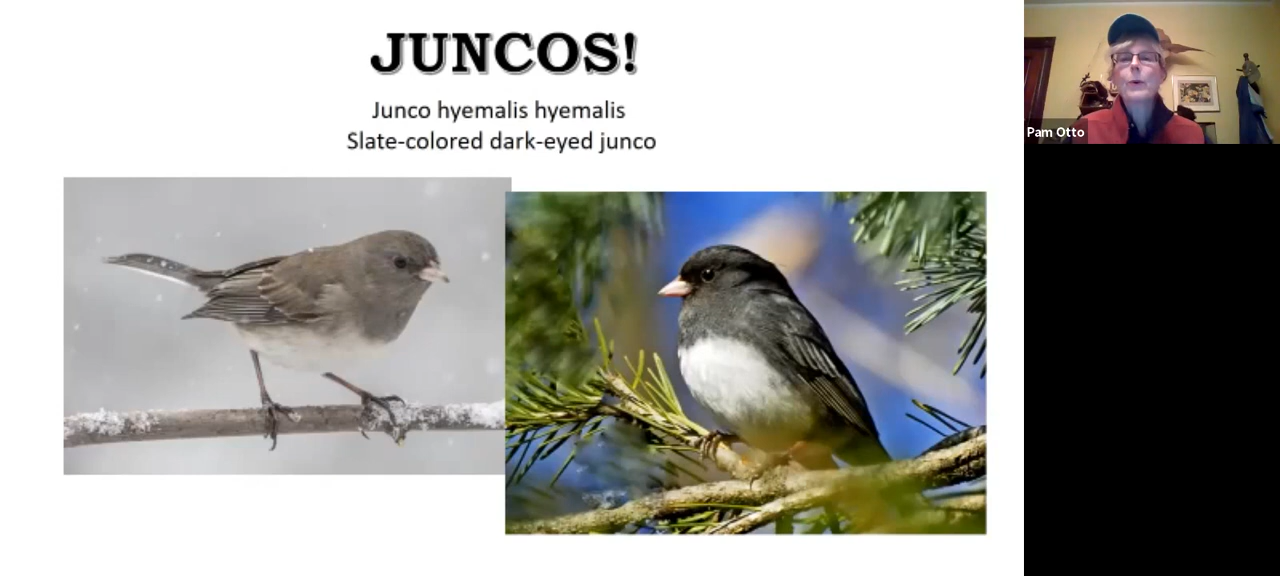 JUNCOS!
Junco hyemalis hyemalis
Slate-colored dark-eyed junco
Pam Otto